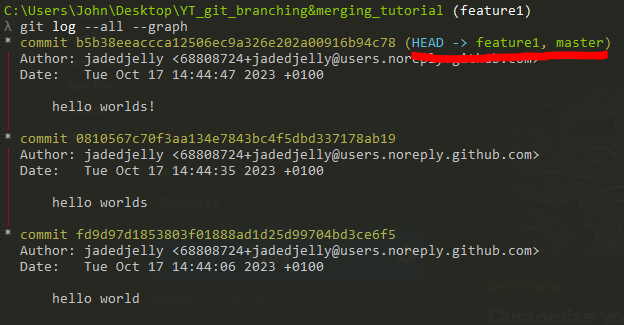 C:\Users\John\Desktop\YT_git_branching&merging_tutorial (feature1)
λ git log --all --graph
* commit b5b38eeaccca12506ec9a326e202a00916b94c78 (HEAD -> feature1, master)
| Author: jadedjelly <68808724+jadedjelly@users.noreply.github.com>
| Date:   Tue Oct 17 14:44:47 2023 +0100
|
|     hello worlds!
|
* commit 0810567c70f3aa134e7843bc4f5dbd337178ab19
| Author: jadedjelly <68808724+jadedjelly@users.noreply.github.com>
| Date:   Tue Oct 17 14:44:35 2023 +0100
|
|     hello worlds
|
* commit fd9d97d1853803f01888ad1d25d99704bd3ce6f5
  Author: jadedjelly <68808724+jadedjelly@users.noreply.github.com>
  Date:   Tue Oct 17 14:44:06 2023 +0100

      hello world